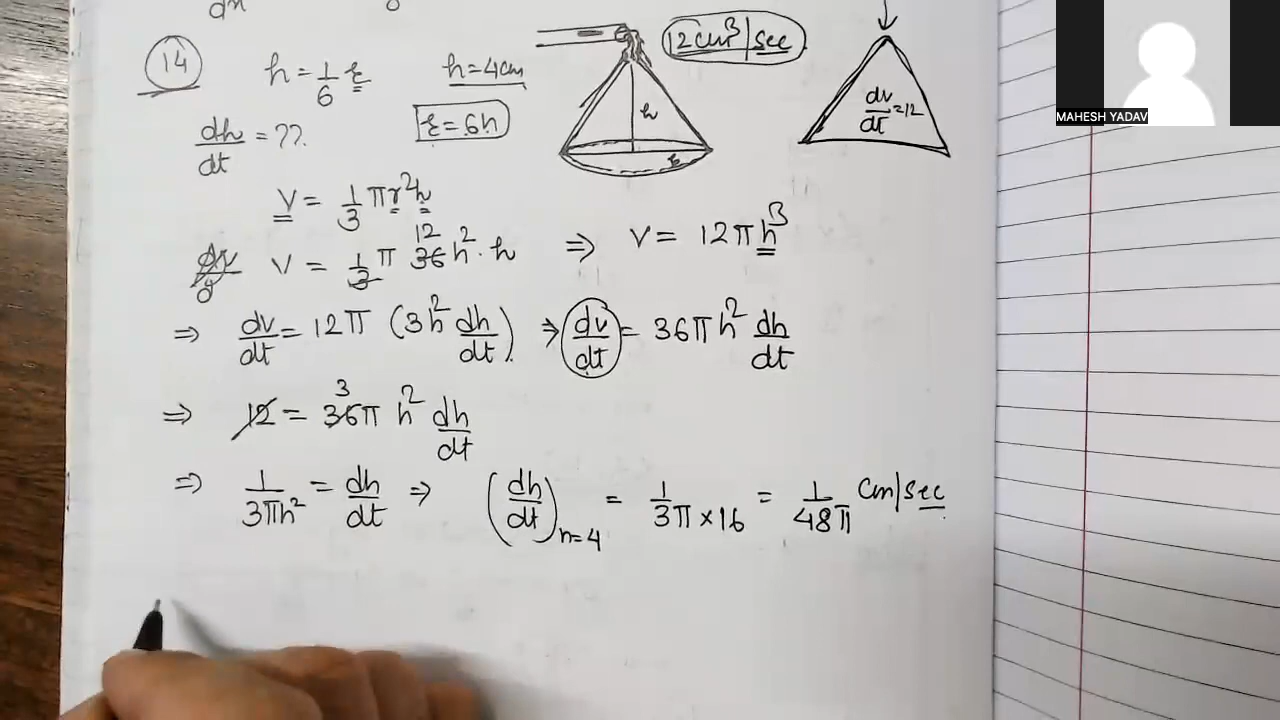 dx
14
h = 1/6 r
h = 4cm
12cm³/sec
dv/dt = 12
MAHESH YADAV
dh/dt = ??
r = 6h
h
r
V = 1/3 πr²h
V = 1/3 π 36 12 h² · h ⇒ V = 12πh³
⇒ dv/dt = 12π (3h² dh/dt) ⇒ dv/dt = 36πh² dh/dt
⇒ 12 = 36 3 π h² dh/dt
⇒ 1/3πh² = dh/dt ⇒ (dh/dt) h=4 = 1/3π×16 = 1/48π cm/sec